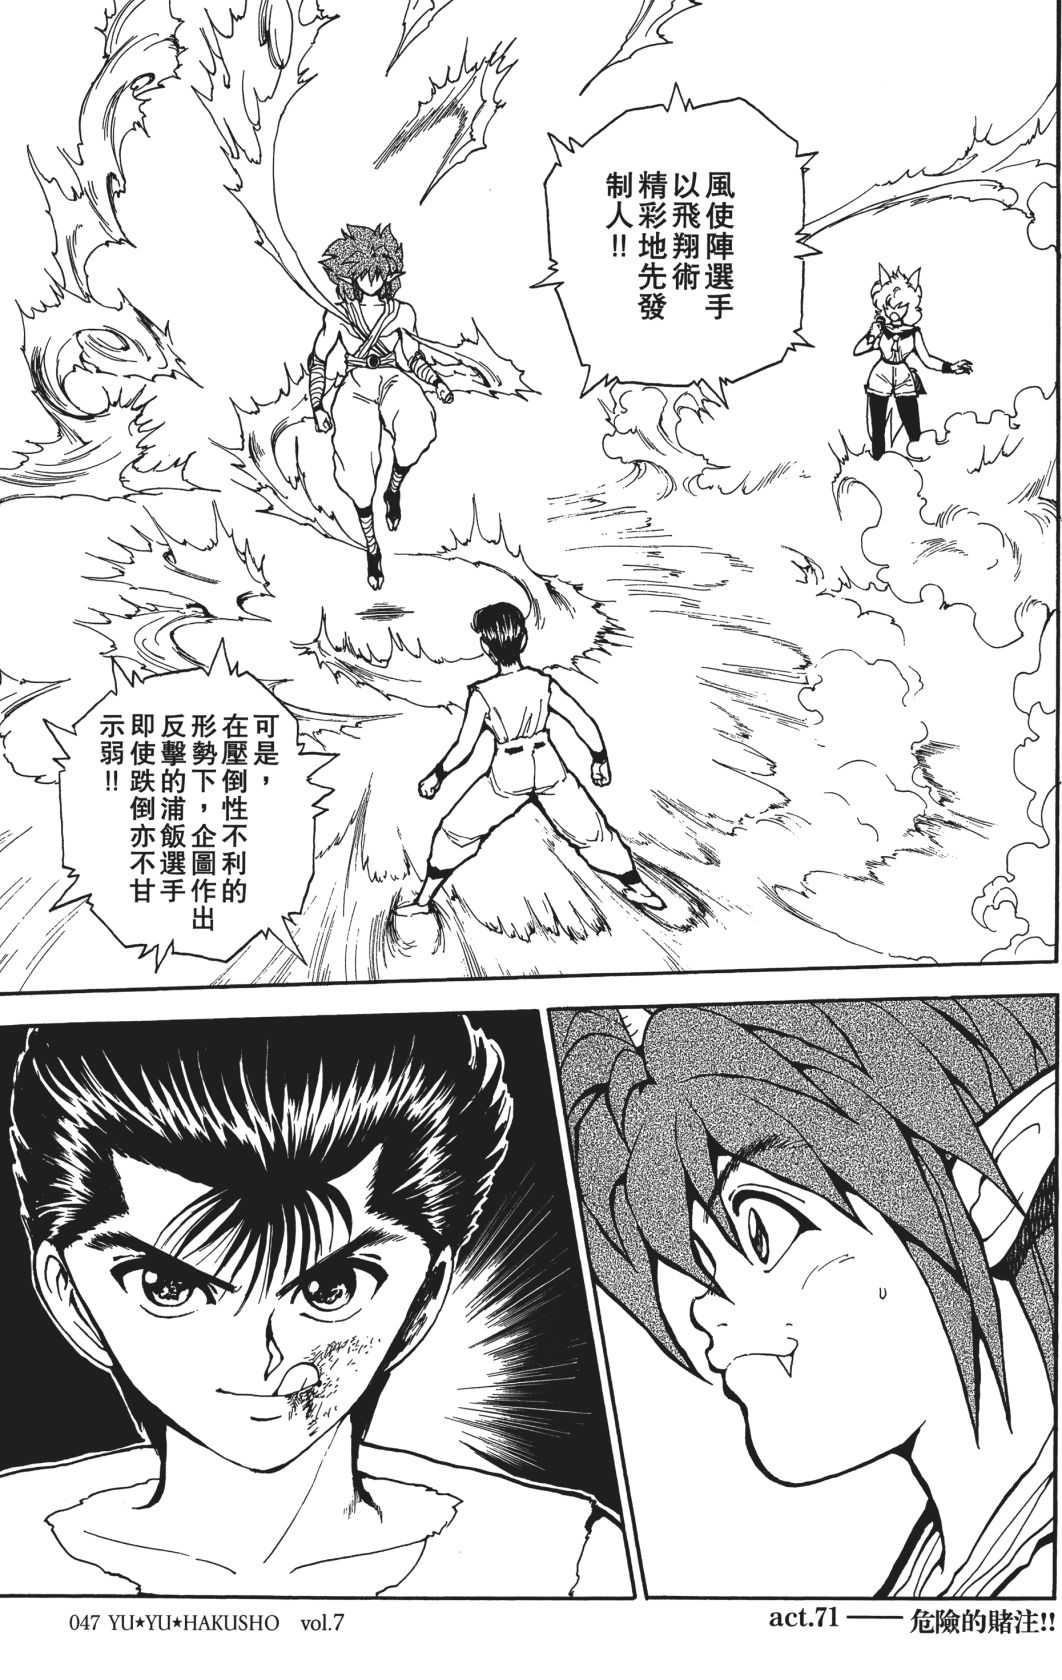 風使陣選手
以飛翔術
精彩地先發
制人!!
可是，
在壓倒性不利的
形勢下，企圖作出
反擊的浦飯選手
即使跌倒亦不甘
示弱!!
047 YU★YU★HAKUSHO vol.7
act.71 —— 危險的賭注!!